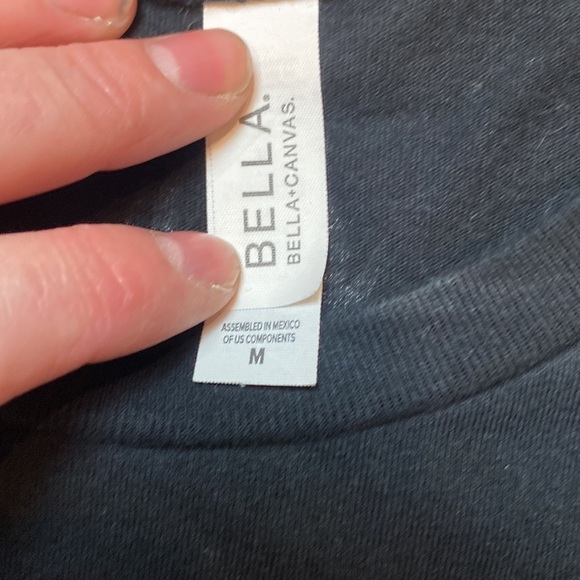 BELLA.
BELLA+CANVAS.
ASSEMBLED IN MEXICO
OF US COMPONENTS
M